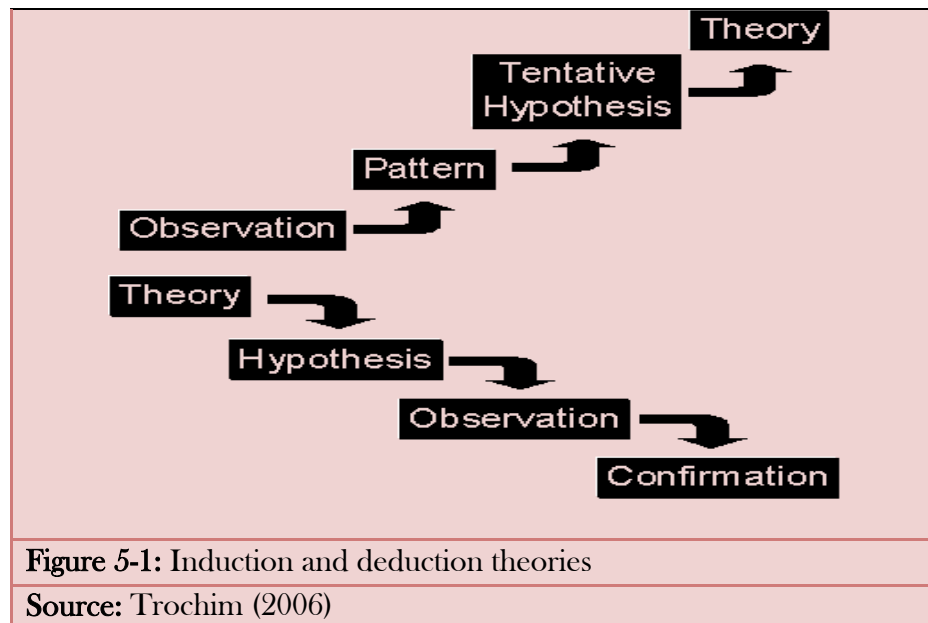 Theory
Tentative
Hypothesis
Pattern
Observation
Theory
Hypothesis
Observation
Confirmation
Figure 5-1: Induction and deduction theories
Source: Trochim (2006)